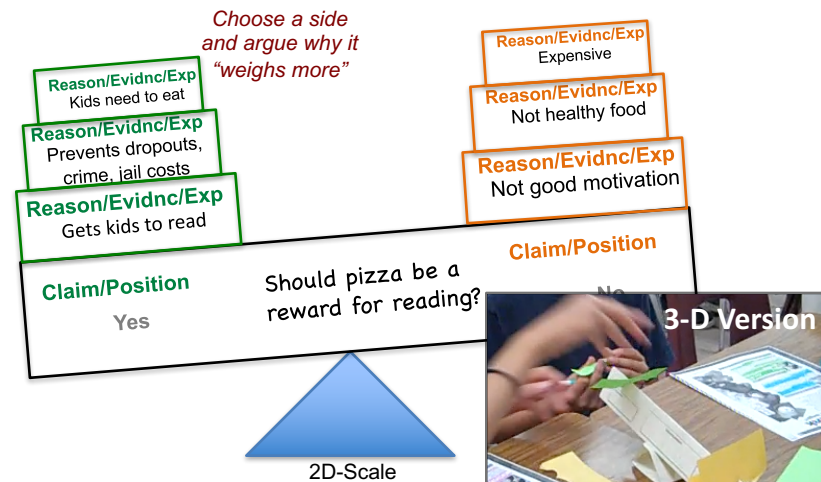 Choose a side
and argue why it
“weighs more”
Reason/Evidnc/Exp
Kids need to eat
Reason/Evidnc/Exp
Prevents dropouts,
crime, jail costs
Reason/Evidnc/Exp
Gets kids to read
Claim/Position
Yes
Should pizza be a
reward for reading?
Reason/Evidnc/Exp
Expensive
Reason/Evidnc/Exp
Not healthy food
Reason/Evidnc/Exp
Not good motivation
Claim/Position
No
3-D Version
2D-Scale